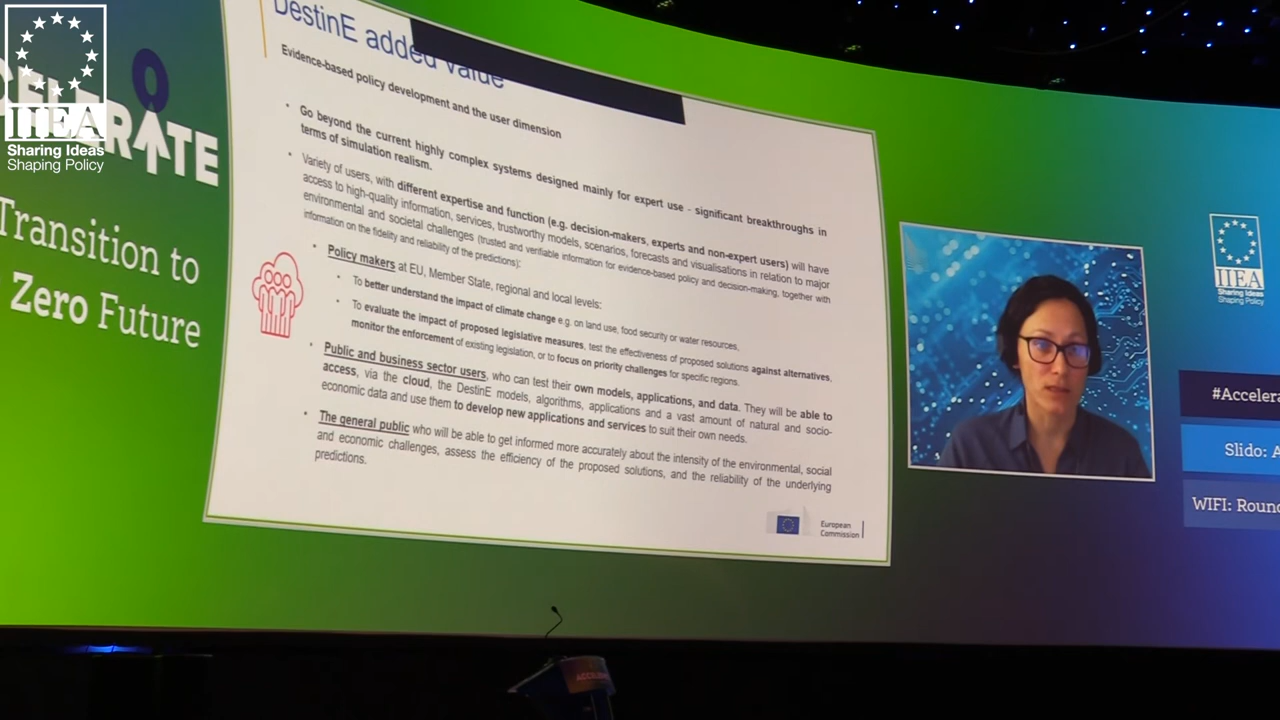 IIEA
Sharing Ideas
Shaping Policy
ELERATE
Transition to
Zero Future
DestinE added value
Evidence-based policy development and the user dimension
• Go beyond the current highly complex systems designed mainly for expert use - significant breakthroughs in
terms of simulation realism.
• Variety of users, with different expertise and function (e.g. decision-makers, experts and non-expert users) will have
access to high-quality information, services, trustworthy models, scenarios, forecasts and visualisations in relation to major
environmental and societal challenges (trusted and verifiable information for evidence-based policy and decision-making, together with
information on the fidelity and reliability of the predictions):
• Policy makers at EU, Member State, regional and local levels:
• To better understand the impact of climate change e.g. on land use, food security or water resources,
• To evaluate the impact of proposed legislative measures, test the effectiveness of proposed solutions against alternatives,
monitor the enforcement of existing legislation, or to focus on priority challenges for specific regions.
• Public and business sector users, who can test their own models, applications, and data. They will be able to
access, via the cloud, the DestinE models, algorithms, applications and a vast amount of natural and socio-
economic data and use them to develop new applications and services to suit their own needs.
• The general public who will be able to get informed more accurately about the intensity of the environmental, social
and economic challenges, assess the efficiency of the proposed solutions, and the reliability of the underlying
predictions.
European
Commission
IIEA
Sharing Ideas
Shaping Policy
#Accelera
Slido: A
WIFI: Round